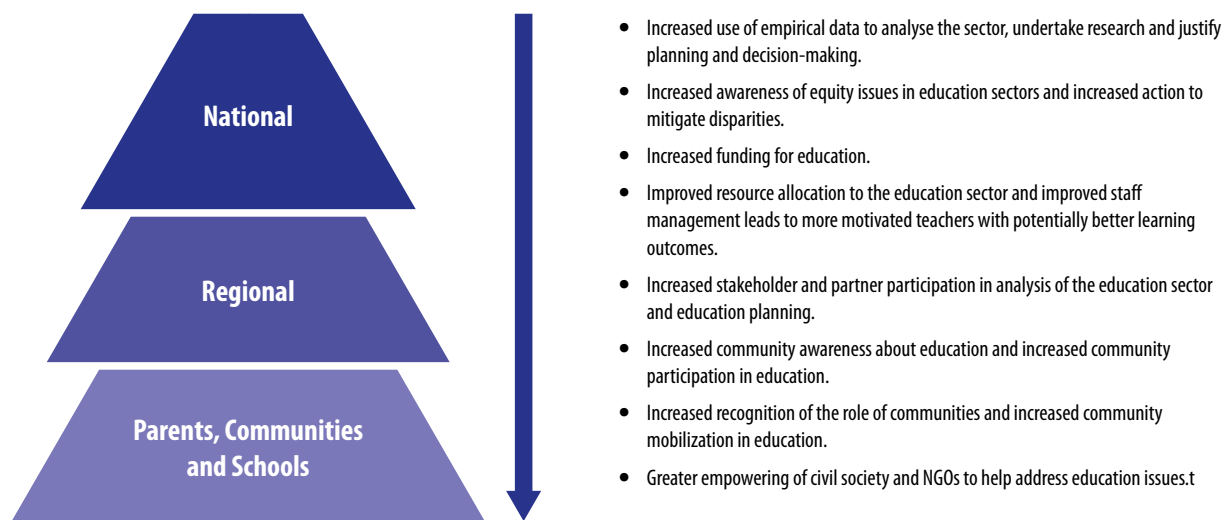 National
Regional
Parents, Communities
and Schools
• Increased use of empirical data to analyse the sector, undertake research and justify
planning and decision-making.
• Increased awareness of equity issues in education sectors and increased action to
mitigate disparities.
• Increased funding for education.
• Improved resource allocation to the education sector and improved staff
management leads to more motivated teachers with potentially better learning
outcomes.
• Increased stakeholder and partner participation in analysis of the education sector
and education planning.
• Increased community awareness about education and increased community
participation in education.
• Increased recognition of the role of communities and increased community
mobilization in education.
• Greater empowering of civil society and NGOs to help address education issues.t